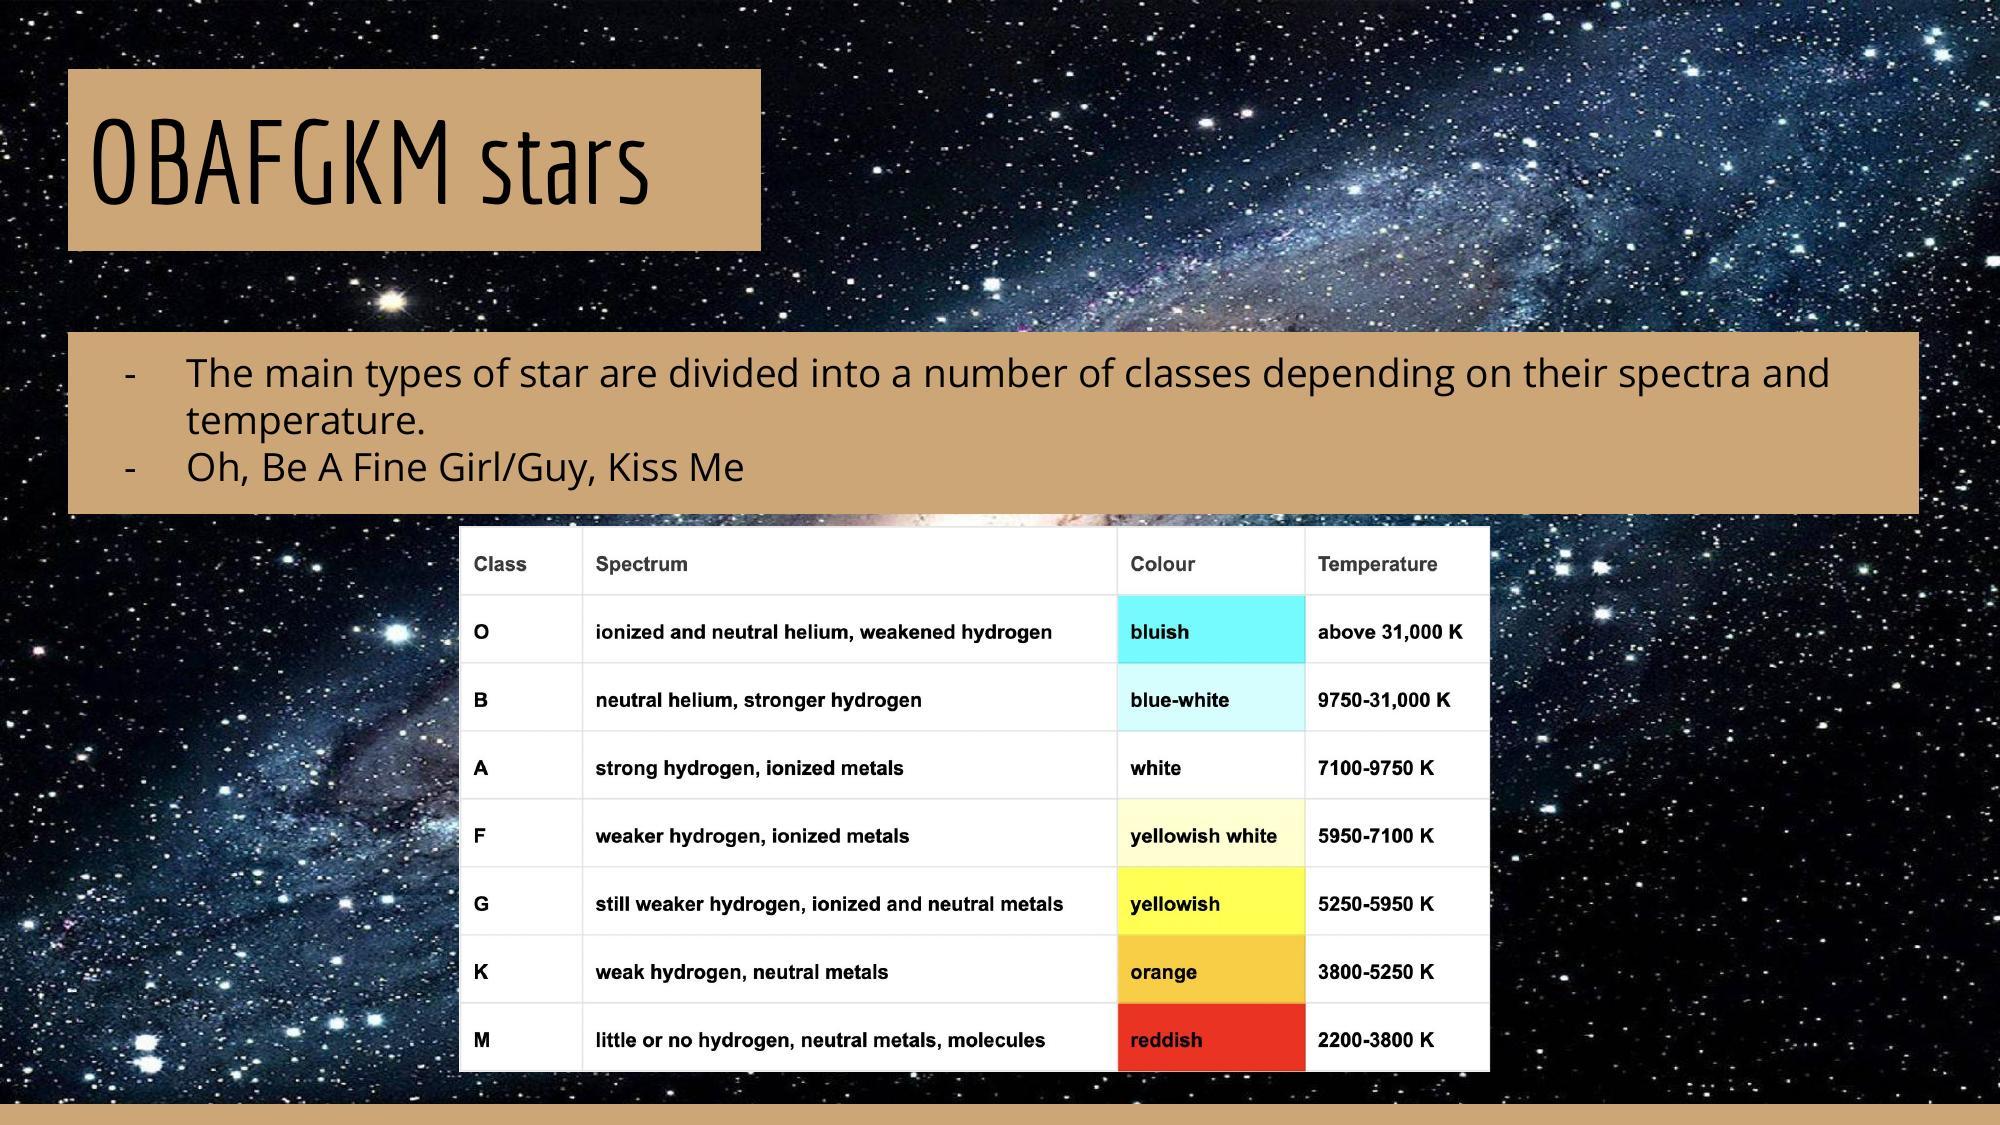 OBAFGKM stars
- The main types of star are divided into a number of classes depending on their spectra and
temperature.
- Oh, Be A Fine Girl/Guy, Kiss Me
Class Spectrum Colour Temperature
O ionized and neutral helium, weakened hydrogen bluish above 31,000 K
B neutral helium, stronger hydrogen blue-white 9750-31,000 K
A strong hydrogen, ionized metals white 7100-9750 K
F weaker hydrogen, ionized metals yellowish white 5950-7100 K
G still weaker hydrogen, ionized and neutral metals yellowish 5250-5950 K
K weak hydrogen, neutral metals orange 3800-5250 K
M little or no hydrogen, neutral metals, molecules reddish 2200-3800 K